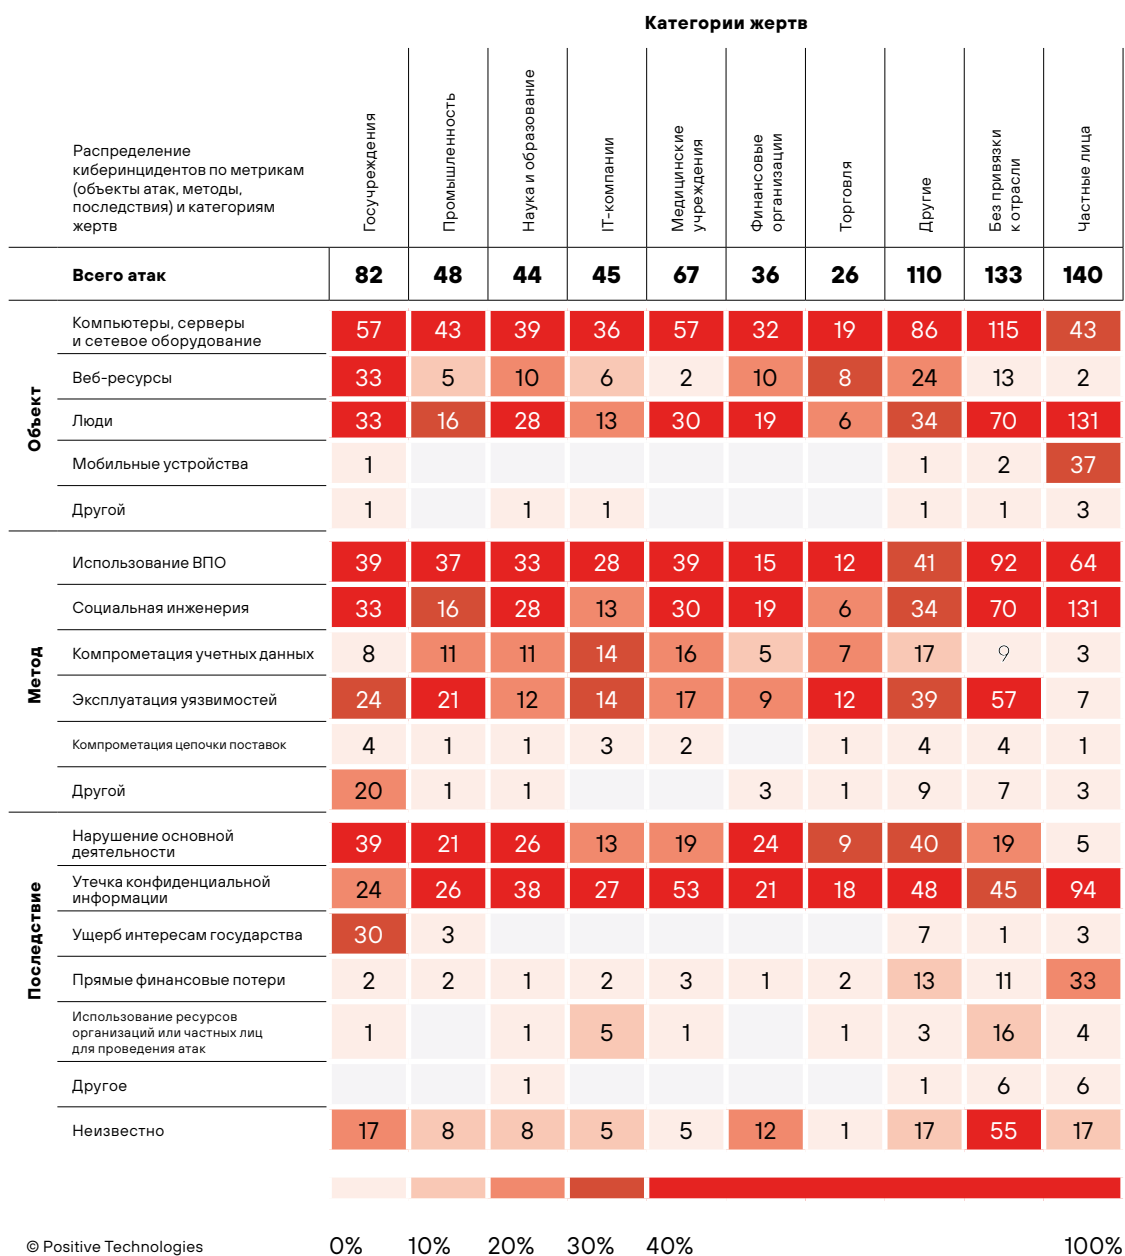 Категории жертв
Распределение
киберинцидентов по метрикам
(объекты атак, методы,
последствия) и категориям
жертв
Госучреждения
Промышленность
Наука и образование
IT-компании
Медицинские
учреждения
Финансовые
организации
Торговля
Другие
Без привязки
к отрасли
Частные лица
Всего атак 82 48 44 45 67 36 26 110 133 140
Объект
Компьютеры, серверы
и сетевое оборудование 57 43 39 36 57 32 19 86 115 43
Веб-ресурсы 33 5 10 6 2 10 8 24 13 2
Люди 33 16 28 13 30 19 6 34 70 131
Мобильные устройства 1 1 2 37
Другой 1 1 1 1 1 3
Метод
Использование ВПО 39 37 33 28 39 15 12 41 92 64
Социальная инженерия 33 16 28 13 30 19 6 34 70 131
Компрометация учетных данных 8 11 11 14 16 5 7 17 9 3
Эксплуатация уязвимостей 24 21 12 14 17 9 12 39 57 7
Компрометация цепочки поставок 4 1 1 3 2 1 4 4 1
Другой 20 1 1 3 1 9 7 3
Последствие
Нарушение основной
деятельности 39 21 26 13 19 24 9 40 19 5
Утечка конфиденциальной
информации 24 26 38 27 53 21 18 48 45 94
Ущерб интересам государства 30 3 7 1 3
Прямые финансовые потери 2 2 1 2 3 1 2 13 11 33
Использование ресурсов
организаций или частных лиц
для проведения атак 1 1 5 1 1 3 16 4
Другое 1 1 6 6
Неизвестно 17 8 8 5 5 12 1 17 55 17
© Positive Technologies 0% 10% 20% 30% 40% 100%